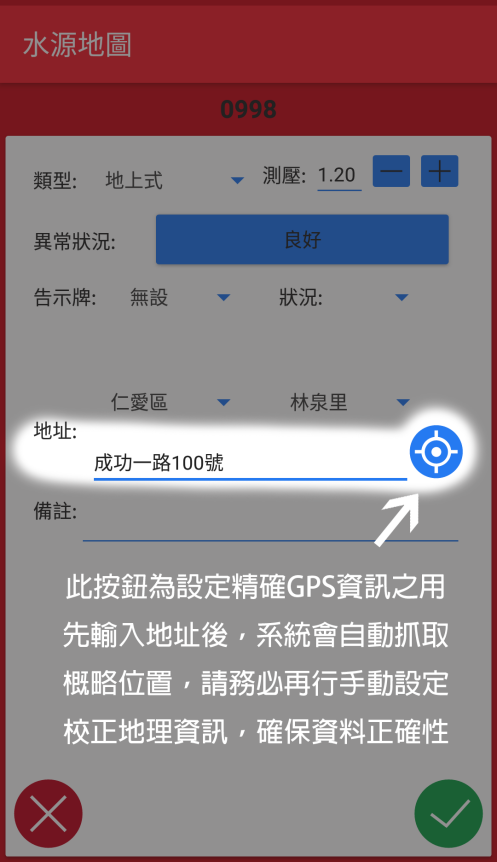 水源地圖
0998
類型: 地上式 測壓: 1.20
異常狀況: 良好
告示牌: 無設 狀況:
仁愛區 林泉里
地址:
成功一路100號
備註:
此按鈕為設定精確GPS資訊之用
先輸入地址後，系統會自動抓取
概略位置，請務必再行手動設定
校正地理資訊，確保資料正確性